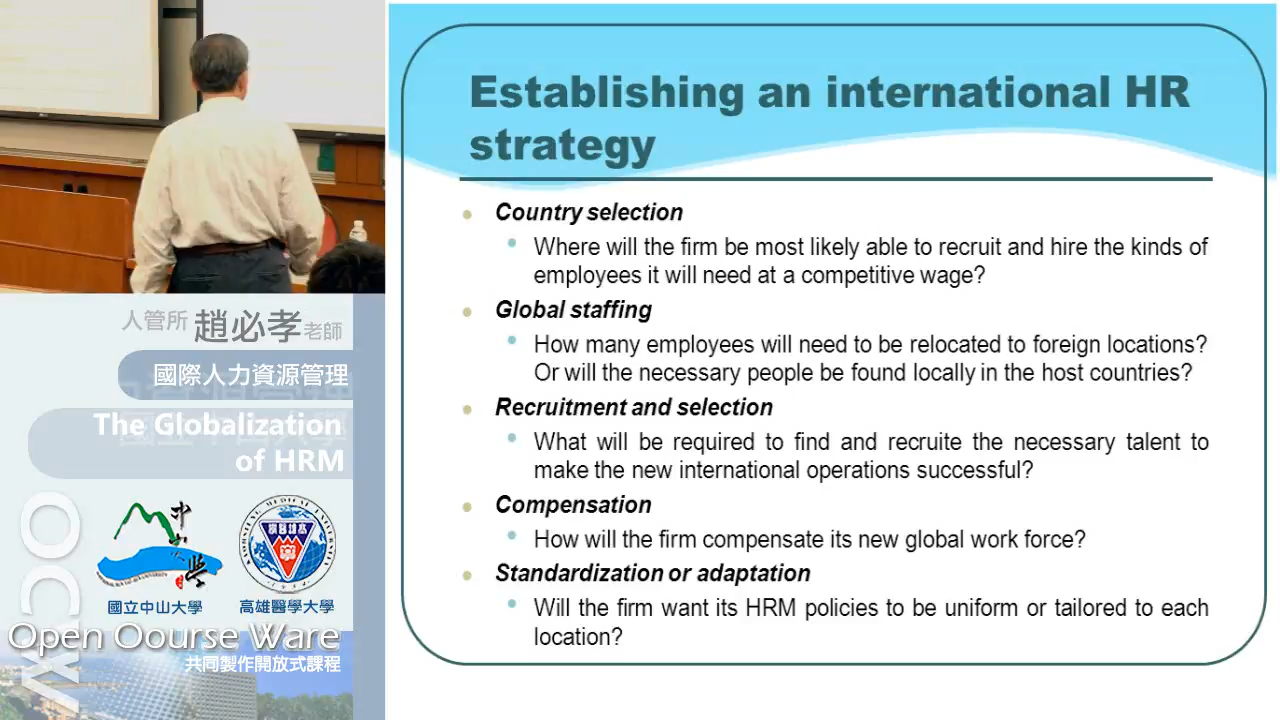 Establishing an international HR
strategy
Country selection
Where will the firm be most likely able to recruit and hire the kinds of
employees it will need at a competitive wage?
Global staffing
How many employees will need to be relocated to foreign locations?
Or will the necessary people be found locally in the host countries?
Recruitment and selection
What will be required to find and recruite the necessary talent to
make the new international operations successful?
Compensation
How will the firm compensate its new global work force?
Standardization or adaptation
Will the firm want its HRM policies to be uniform or tailored to each
location?
人管所 趙必孝老師
國際人力資源管理
The Globalization
of HRM
國立中山大學
高雄醫學大學
Open Oourse Ware
共同製作開放式課程
OCW